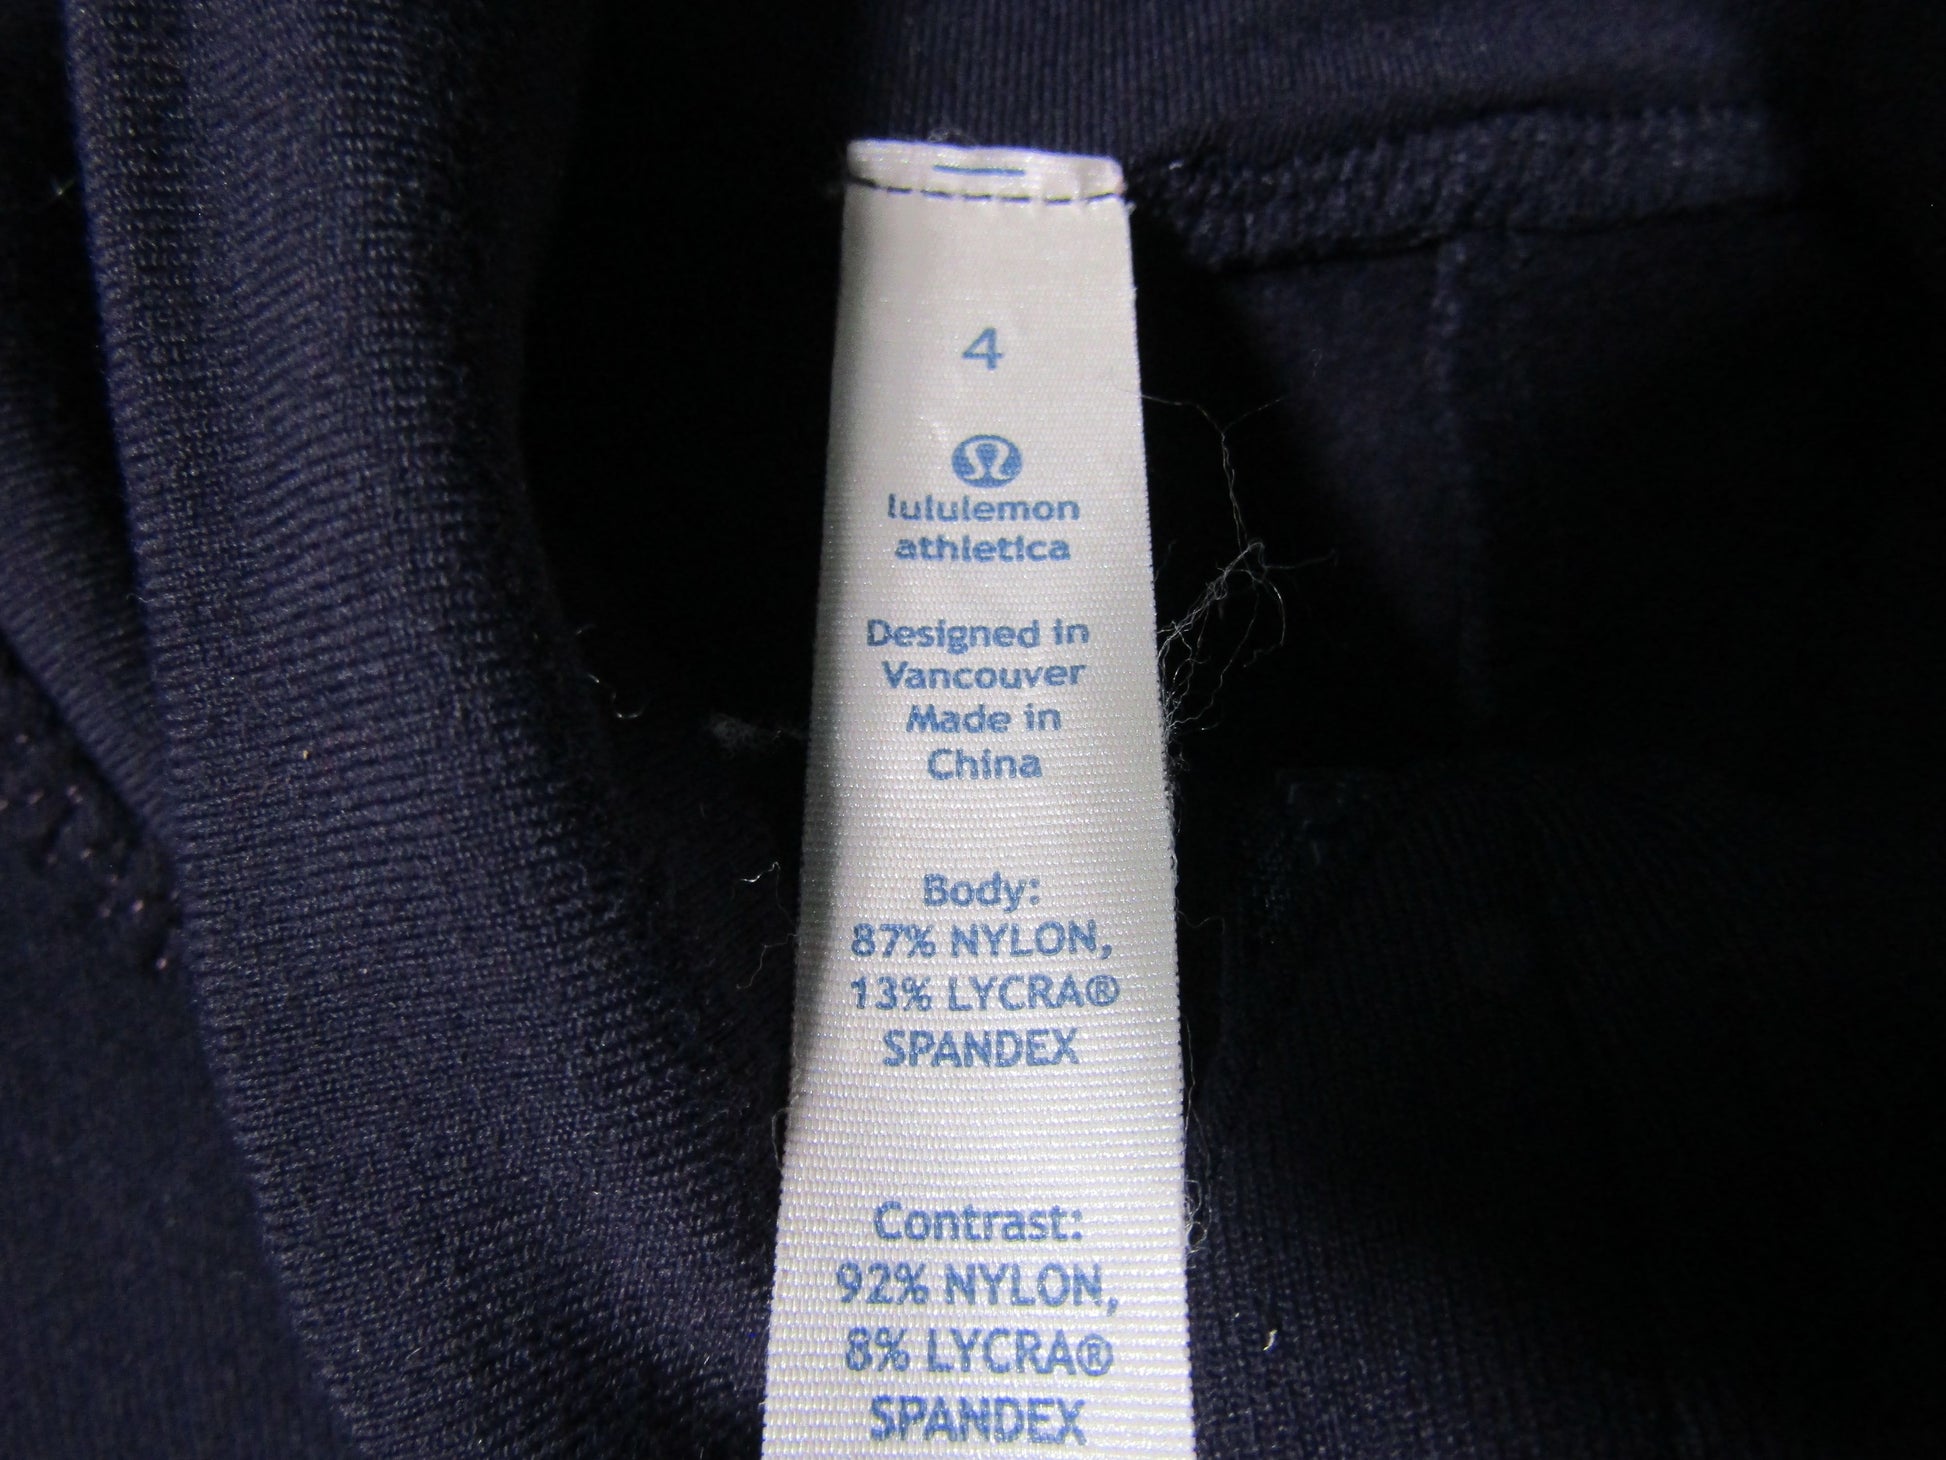 4
lululemon
athletica
Designed in
Vancouver
Made in
China
Body:
87% NYLON,
13% LYCRA®
SPANDEX
Contrast:
92% NYLON,
8% LYCRA®
SPANDEX